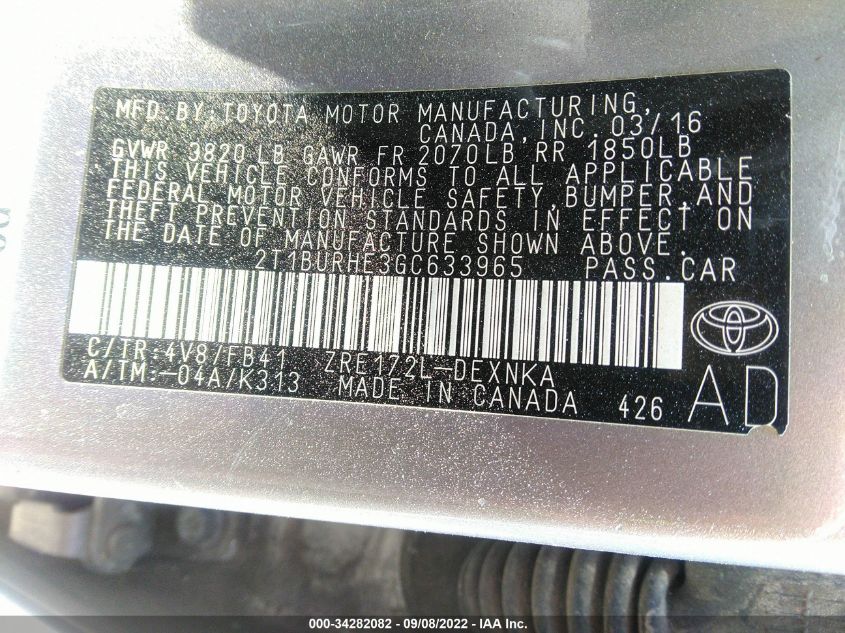 MFD.BY:TOYOTA MOTOR MANUFACTURING,
CANADA,INC. 03/16
GVWR 3820 LB GAWR FR 2070LB RR 1850LB
THIS VEHICLE CONFORMS TO ALL APPLICABLE
FEDERAL MOTOR VEHICLE SAFETY,BUMPER,AND
THEFT PREVENTION STANDARDS IN EFFECT ON
THE DATE OF MANUFACTURE SHOWN ABOVE.
2T1BURHE3GC633965 PASS.CAR
C/TR:4V8/FB41 ZRE172L-DEXNKA
A/TM:-04A/K313 MADE IN CANADA 426 AD
000-34282082 - 09/08/2022 - IAA Inc.